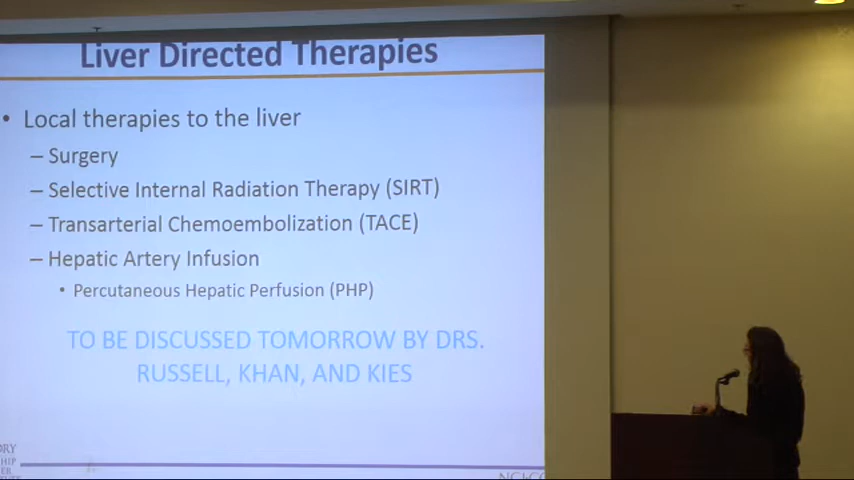 Liver Directed Therapies
• Local therapies to the liver
– Surgery
– Selective Internal Radiation Therapy (SIRT)
– Transarterial Chemoembolization (TACE)
– Hepatic Artery Infusion
• Percutaneous Hepatic Perfusion (PHP)
TO BE DISCUSSED TOMORROW BY DRS.
RUSSELL, KHAN, AND KIES